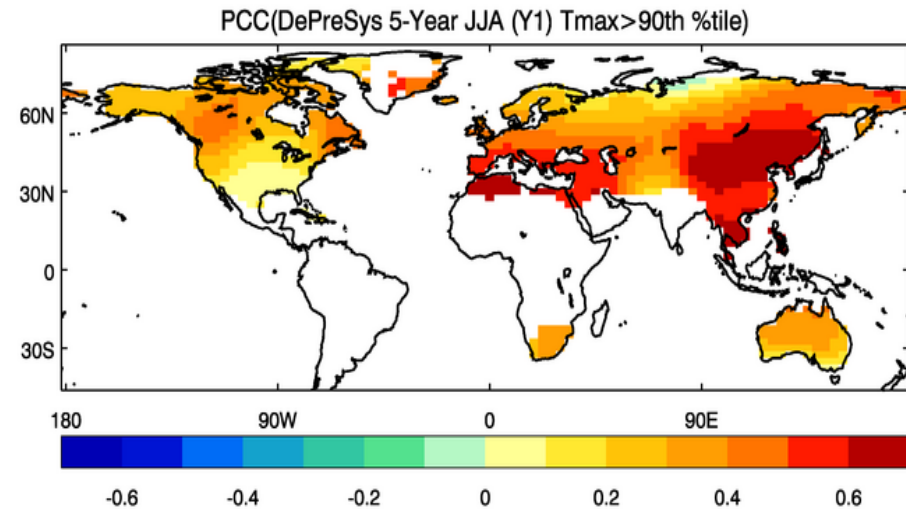 PCC(DePreSys 5-Year JJA (Y1) Tmax>90th %tile)
60N
30N
0
30S
180 90W 0 90E
-0.6 -0.4 -0.2 0 0.2 0.4 0.6